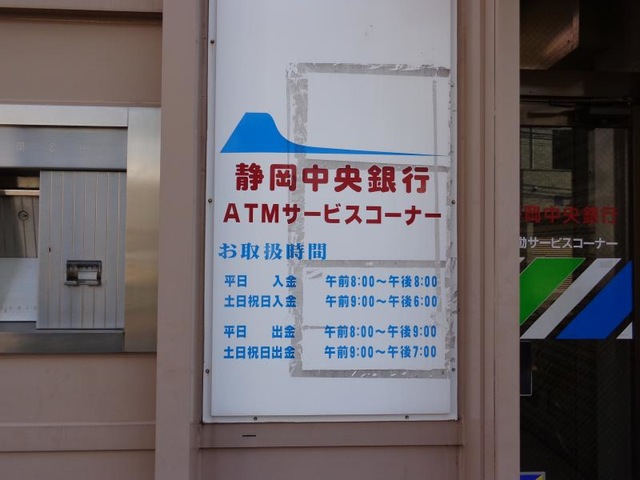 静岡中央銀行
ATMサービスコーナー
お取扱時間
平日 入金 午前8:00〜午後8:00
土日祝日入金 午前9:00〜午後6:00
平日 出金 午前8:00〜午後9:00
土日祝日出金 午前9:00〜午後7:00
岡中央銀行
動サービスコーナー